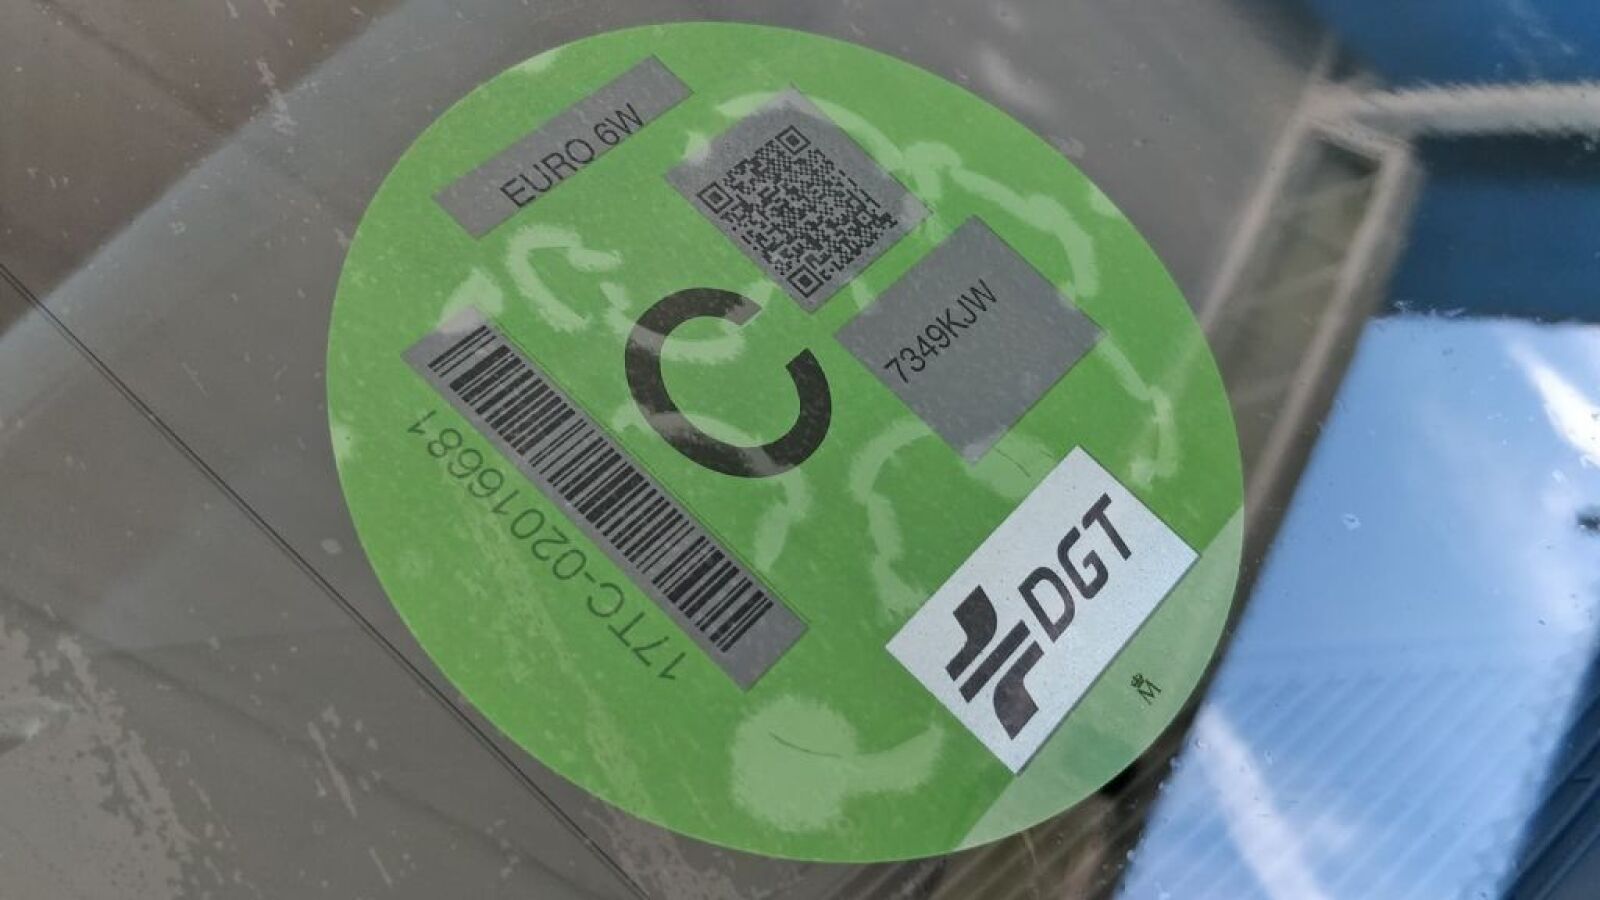 EURO 6W
7349KJW
C
17TC-02016681
DGT
M